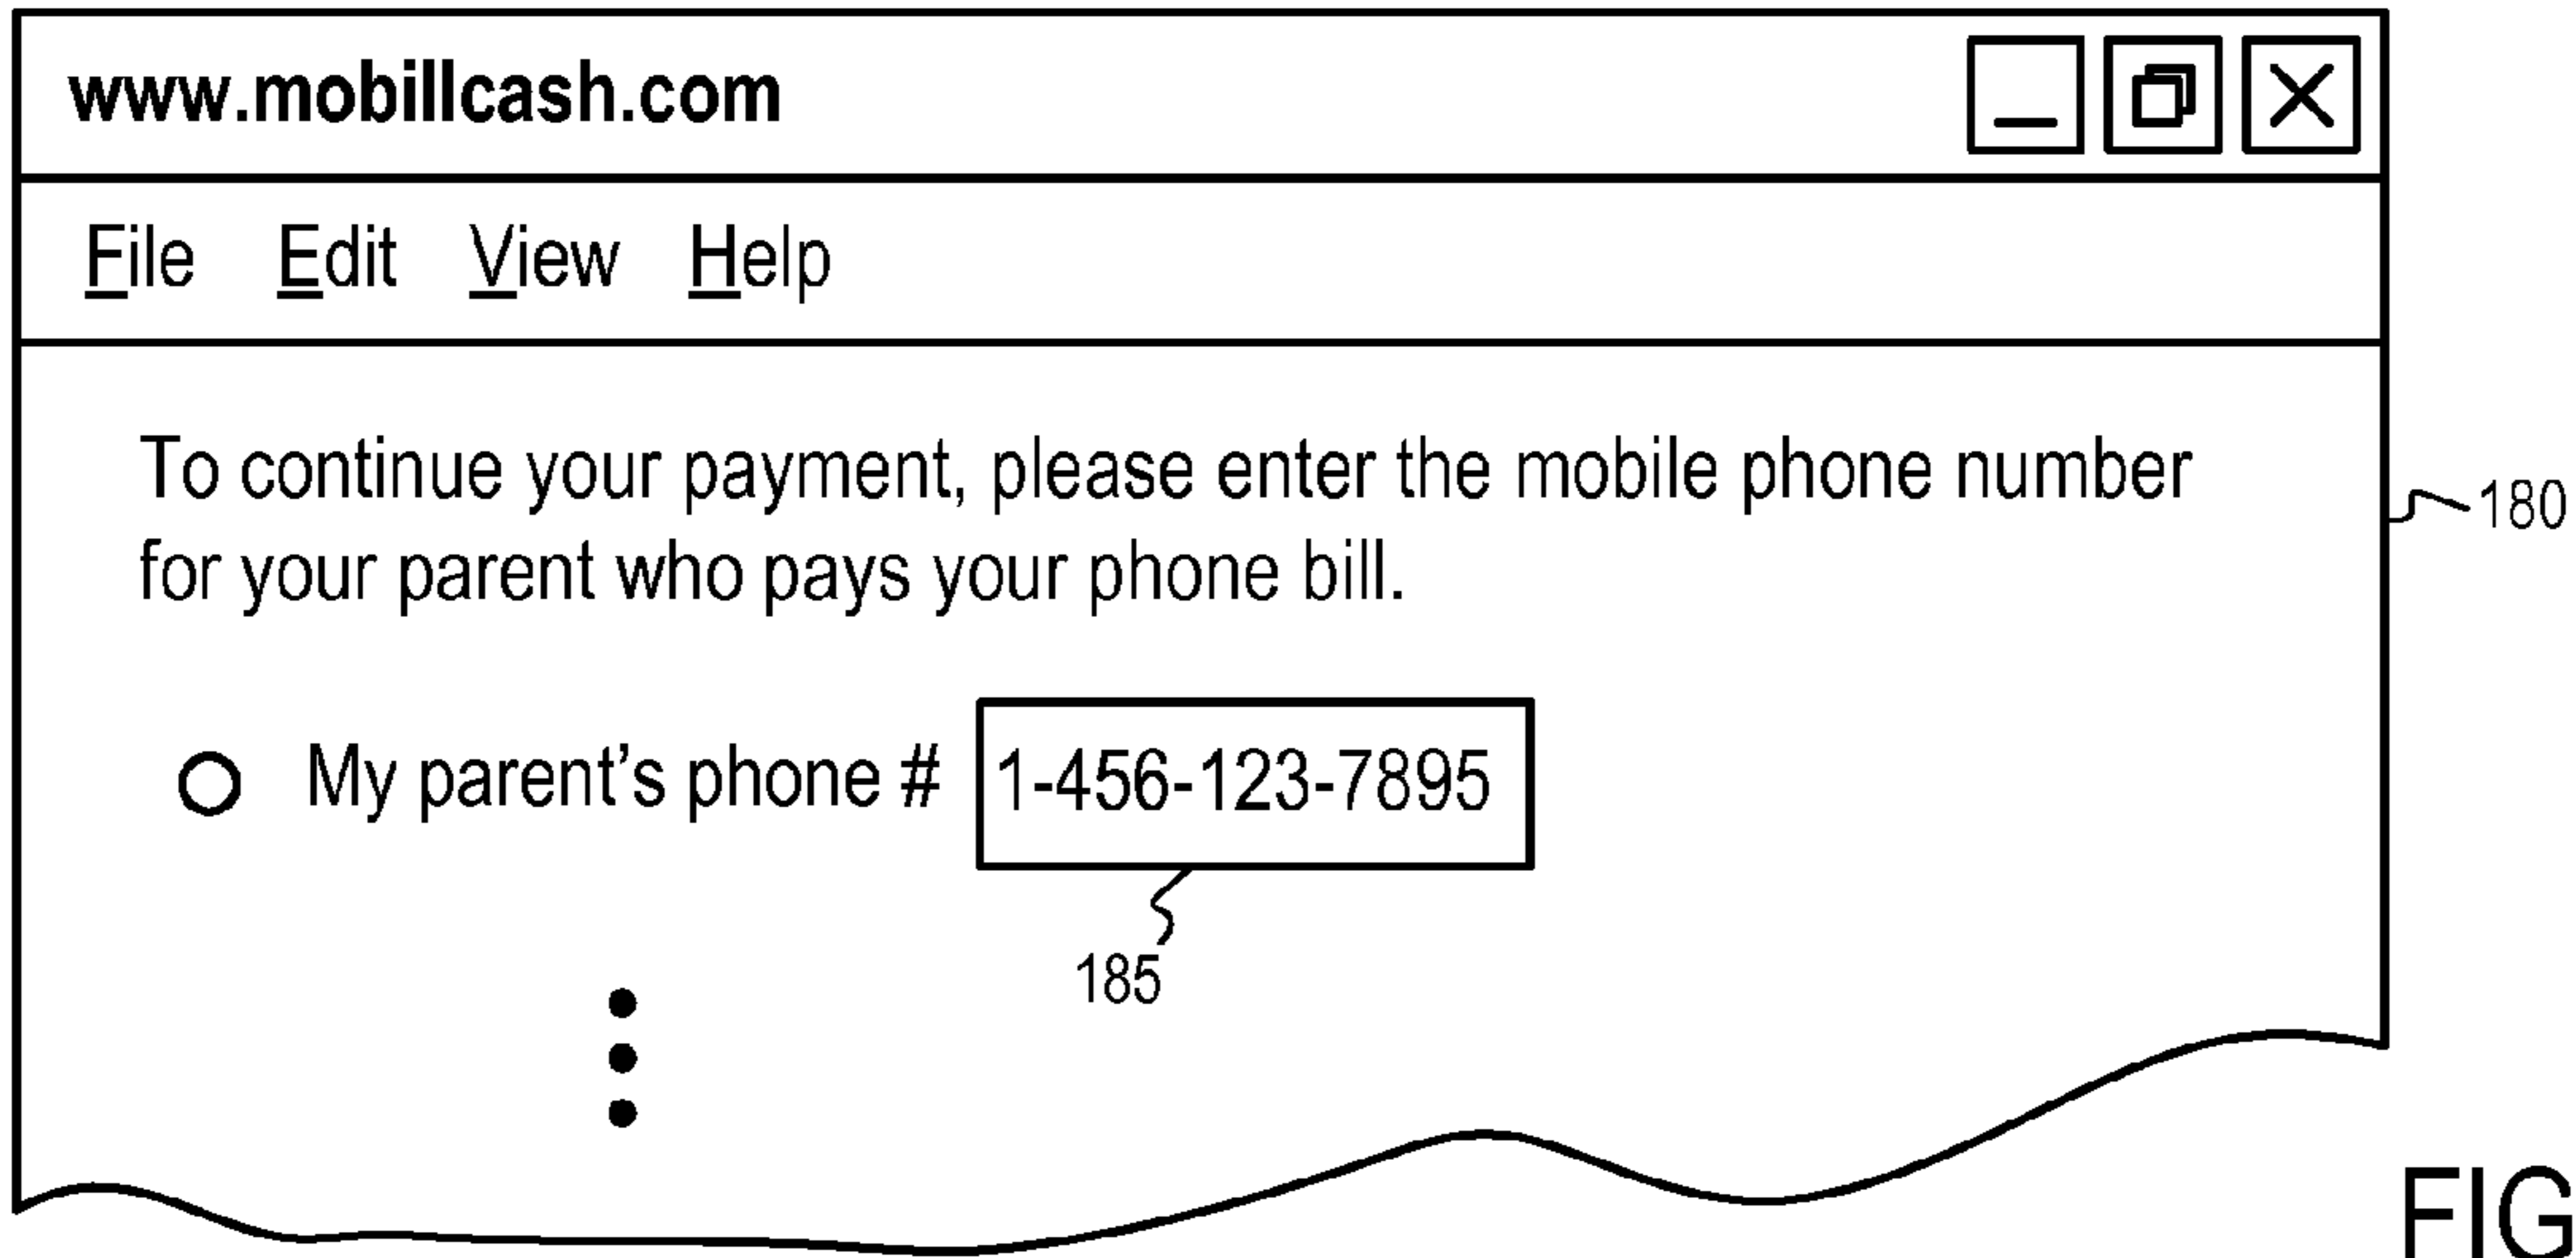 www.mobillcash.com
File Edit View Help
To continue your payment, please enter the mobile phone number
for your parent who pays your phone bill.
180
My parent's phone # 1-456-123-7895
185
FIG